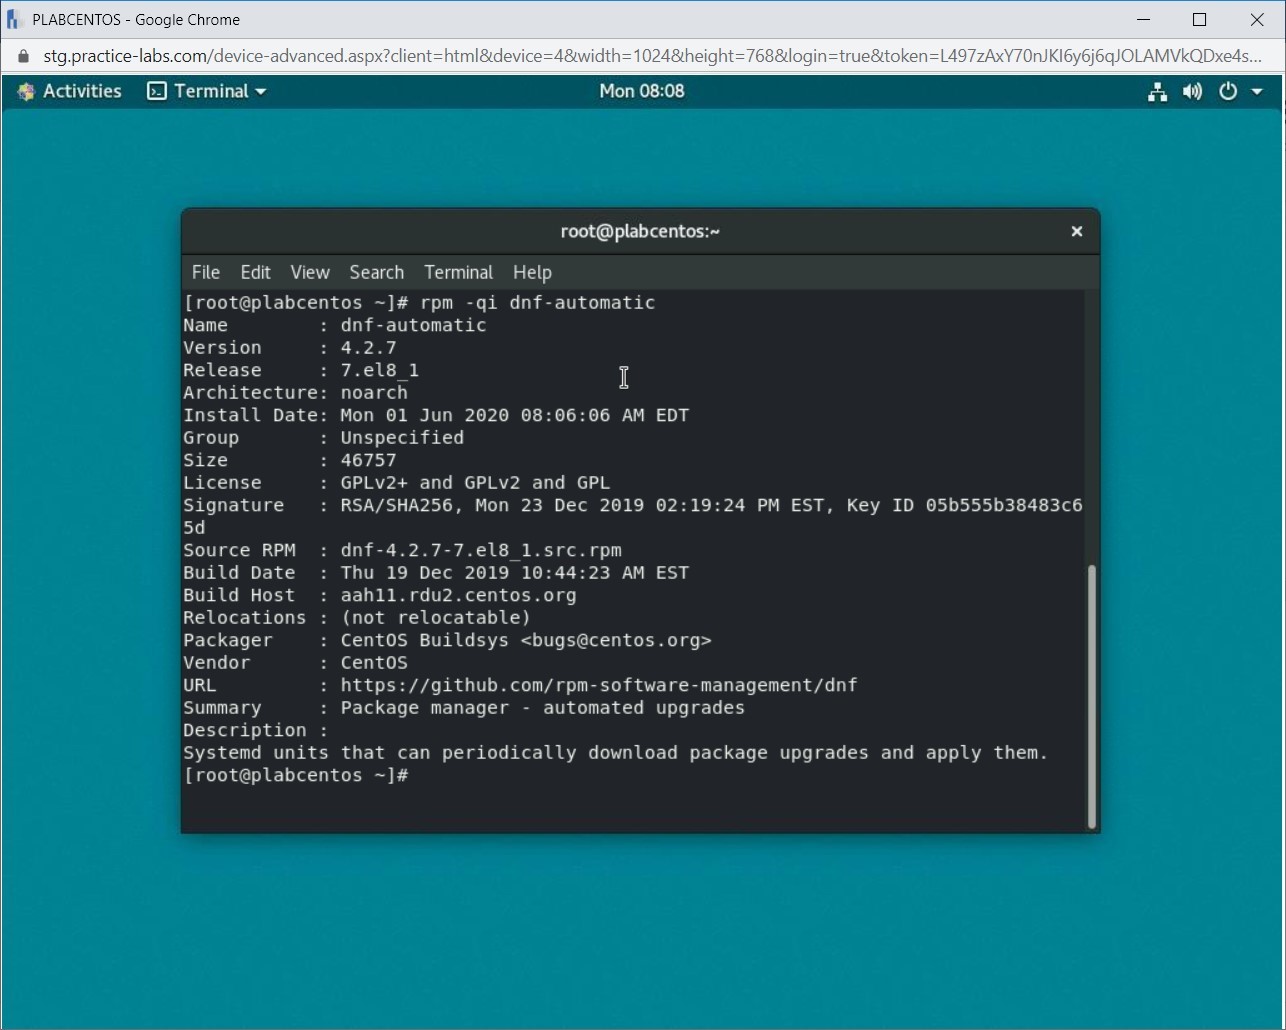 PLABCENTOS - Google Chrome
stg.practice-labs.com/device-advanced.aspx?client=html&device=4&width=1024&height=768&login=true&token=L497zAxY70nJKI6y6j6qJOLAMVkQDxe4s...
Activities Terminal Mon 08:08
root@plabcentos:~
File Edit View Search Terminal Help
[root@plabcentos ~]# rpm -qi dnf-automatic
Name        : dnf-automatic
Version     : 4.2.7
Release     : 7.el8_1
Architecture: noarch
Install Date: Mon 01 Jun 2020 08:06:06 AM EDT
Group       : Unspecified
Size        : 46757
License     : GPLv2+ and GPLv2 and GPL
Signature   : RSA/SHA256, Mon 23 Dec 2019 02:19:24 PM EST, Key ID 05b555b38483c6
5d
Source RPM  : dnf-4.2.7-7.el8_1.src.rpm
Build Date  : Thu 19 Dec 2019 10:44:23 AM EST
Build Host  : aah11.rdu2.centos.org
Relocations : (not relocatable)
Packager    : CentOS Buildsys <bugs@centos.org>
Vendor      : CentOS
URL         : https://github.com/rpm-software-management/dnf
Summary     : Package manager - automated upgrades
Description :
Systemd units that can periodically download package upgrades and apply them.
[root@plabcentos ~]#